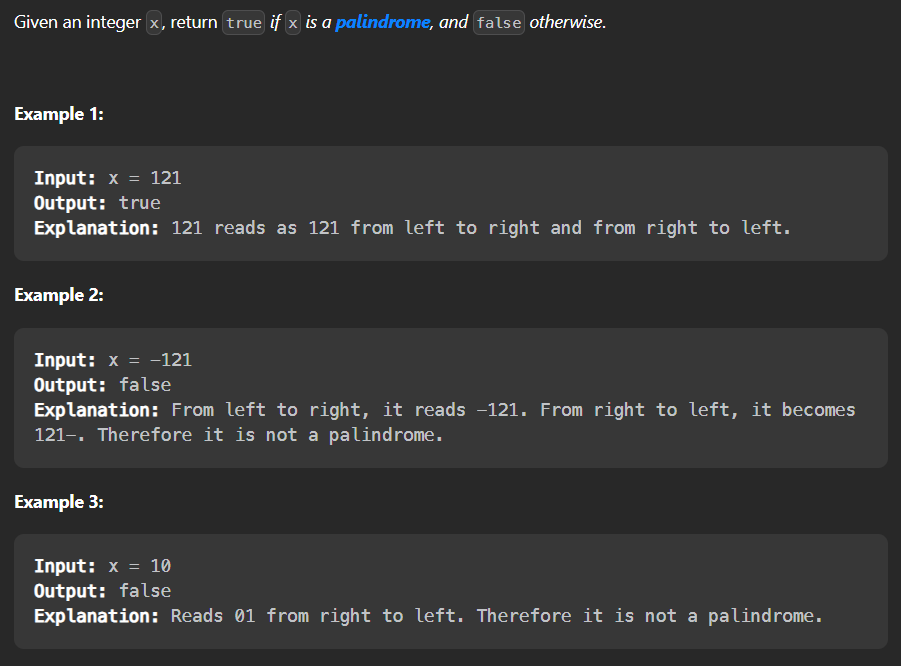 Given an integer x, return true if x is a palindrome, and false otherwise.
Example 1:
Input: x = 121
Output: true
Explanation: 121 reads as 121 from left to right and from right to left.
Example 2:
Input: x = −121
Output: false
Explanation: From left to right, it reads −121. From right to left, it becomes
121−. Therefore it is not a palindrome.
Example 3:
Input: x = 10
Output: false
Explanation: Reads 01 from right to left. Therefore it is not a palindrome.